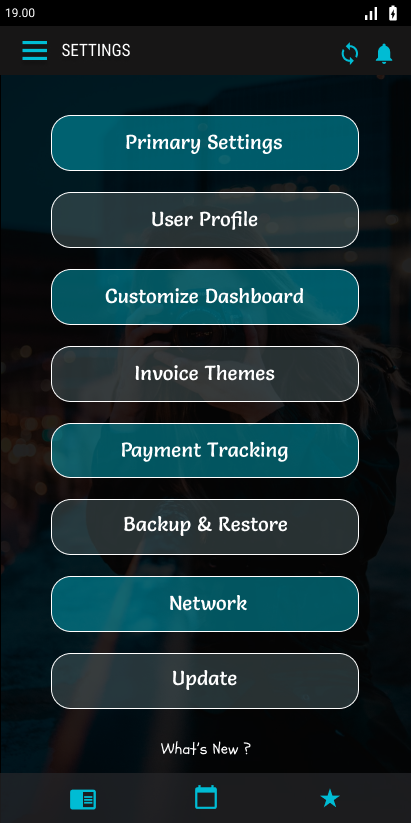 19.00
SETTINGS
Primary Settings
User Profile
Customize Dashboard
Invoice Themes
Payment Tracking
Backup & Restore
Network
Update
What's New ?